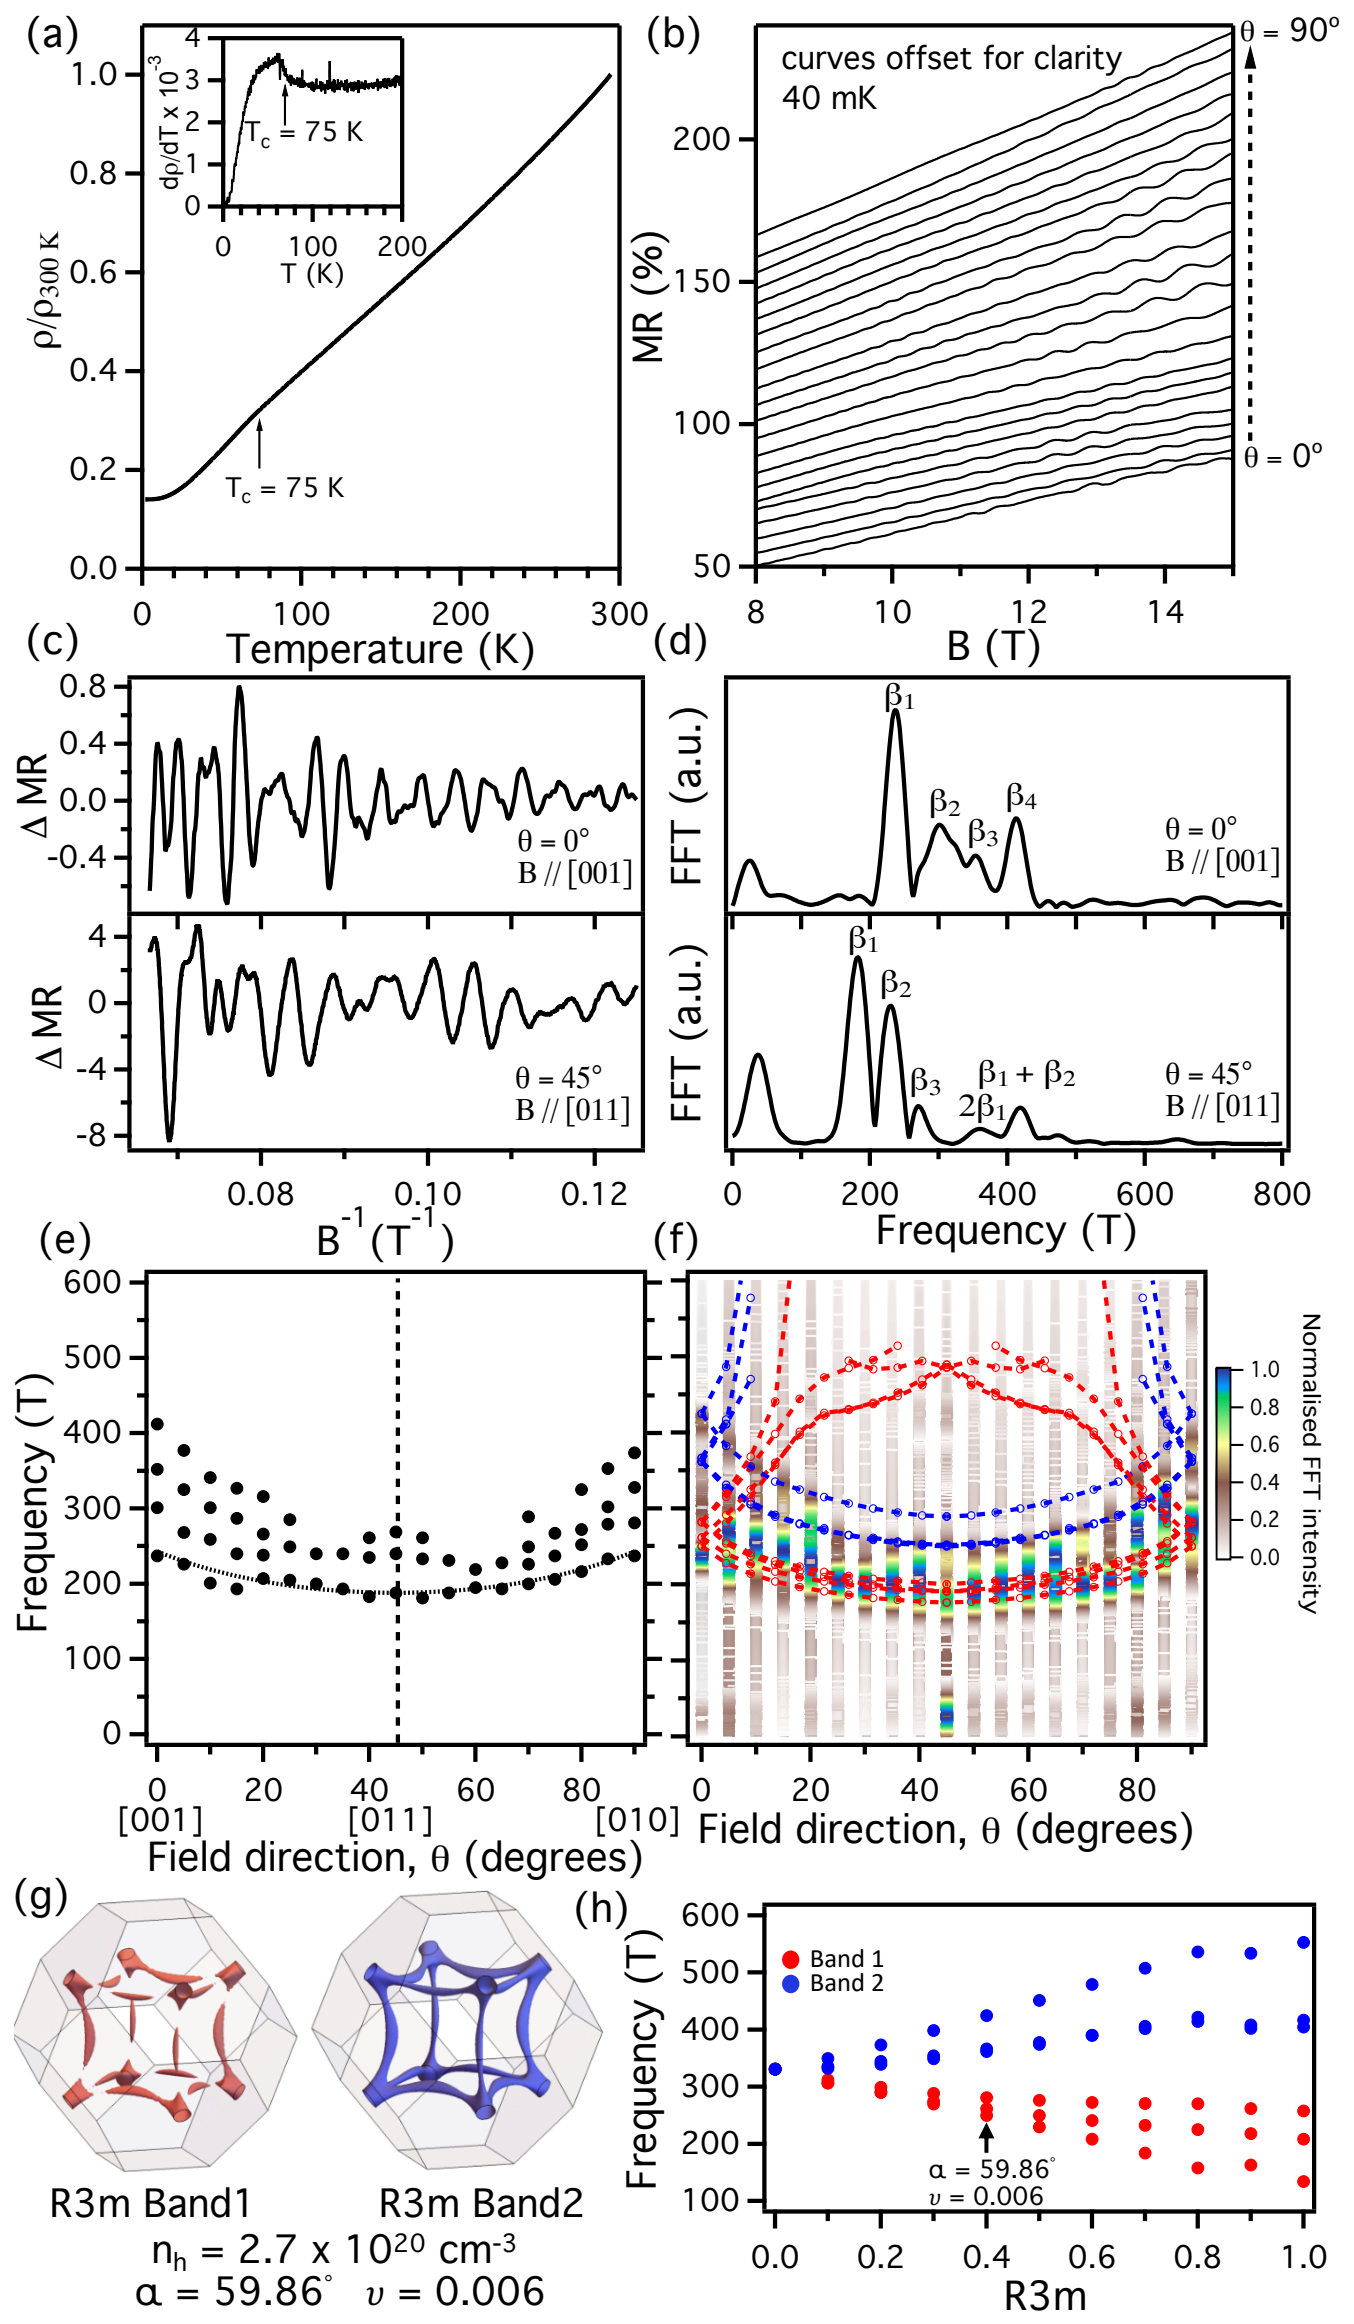 (a)
1.0
0.8
0.6
0.4
0.2
0.0
ρ/ρ300 K
0
100
200
300
Temperature (K)
Tc = 75 K
4
3
2
1
0
dρ/dT x 10-3
Tc = 75 K
0
100
200
T (K)
(b)
curves offset for clarity
40 mK
θ = 90º
θ = 0º
200
150
100
50
MR (%)
8
10
12
14
B (T)
(c)
0.8
0.4
0.0
-0.4
Δ MR
θ = 0°
B // [001]
4
0
-4
-8
Δ MR
θ = 45°
B // [011]
0.08
0.10
0.12
B-1(T-1)
(d)
FFT (a.u.)
β1
β2
β3
β4
θ = 0°
B // [001]
FFT (a.u.)
β1
β2
β3
2β1
β1 + β2
θ = 45°
B // [011]
0
200
400
600
800
Frequency (T)
(e)
600
500
400
300
200
100
0
Frequency (T)
0
20
40
60
80
[001]
[011]
[010]
Field direction, θ (degrees)
(f)
0
20
40
60
80
Field direction, θ (degrees)
1.0
0.8
0.6
0.4
0.2
0.0
Normalised FFT intensity
(g)
R3m Band1
R3m Band2
nh = 2.7 x 1020 cm-3
α = 59.86° υ = 0.006
(h)
600
500
400
300
200
100
Frequency (T)
Band 1
Band 2
α = 59.86°
υ = 0.006
0.0
0.2
0.4
0.6
0.8
1.0
R3m